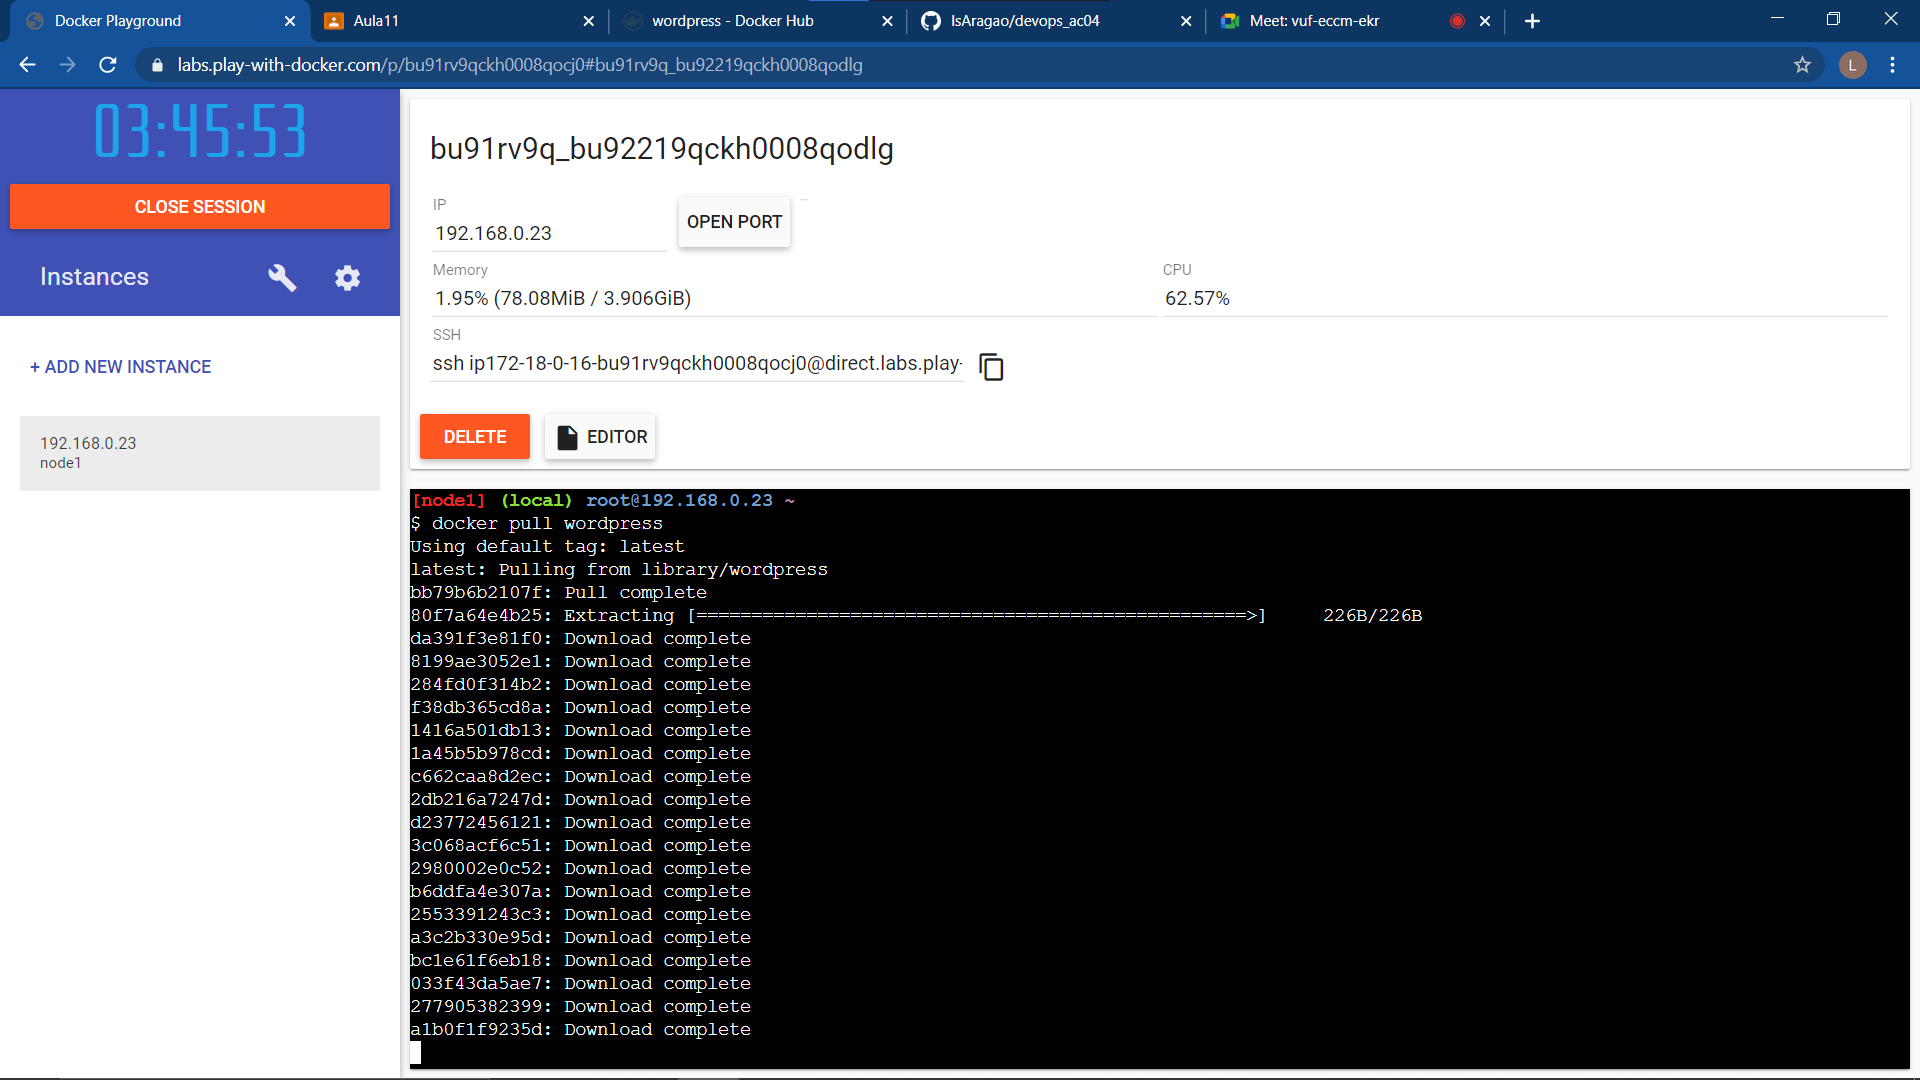 Docker Playground
Aula11
wordpress - Docker Hub
IsAragao/devops_ac04
Meet: vuf-eccm-ekr
labs.play-with-docker.com/p/bu91rv9qckh0008qocj0#bu91rv9q_bu92219qckh0008qodlg
L
03:45:53
CLOSE SESSION
Instances
+ ADD NEW INSTANCE
192.168.0.23
node1
bu91rv9q_bu92219qckh0008qodlg
IP
192.168.0.23
OPEN PORT
Memory
1.95% (78.08MiB / 3.906GiB)
CPU
62.57%
SSH
ssh ip172-18-0-16-bu91rv9qckh0008qocj0@direct.labs.play-
DELETE
EDITOR
[node1] (local) root@192.168.0.23 ~
$ docker pull wordpress
Using default tag: latest
latest: Pulling from library/wordpress
bb79b6b2107f: Pull complete
80f7a64e4b25: Extracting [==================================================>]     226B/226B
da391f3e81f0: Download complete
8199ae3052e1: Download complete
284fd0f314b2: Download complete
f38db365cd8a: Download complete
1416a501db13: Download complete
1a45b5b978cd: Download complete
c662caa8d2ec: Download complete
2db216a7247d: Download complete
d23772456121: Download complete
3c068acf6c51: Download complete
2980002e0c52: Download complete
b6ddfa4e307a: Download complete
2553391243c3: Download complete
a3c2b330e95d: Download complete
bc1e61f6eb18: Download complete
033f43da5ae7: Download complete
277905382399: Download complete
a1b0f1f9235d: Download complete